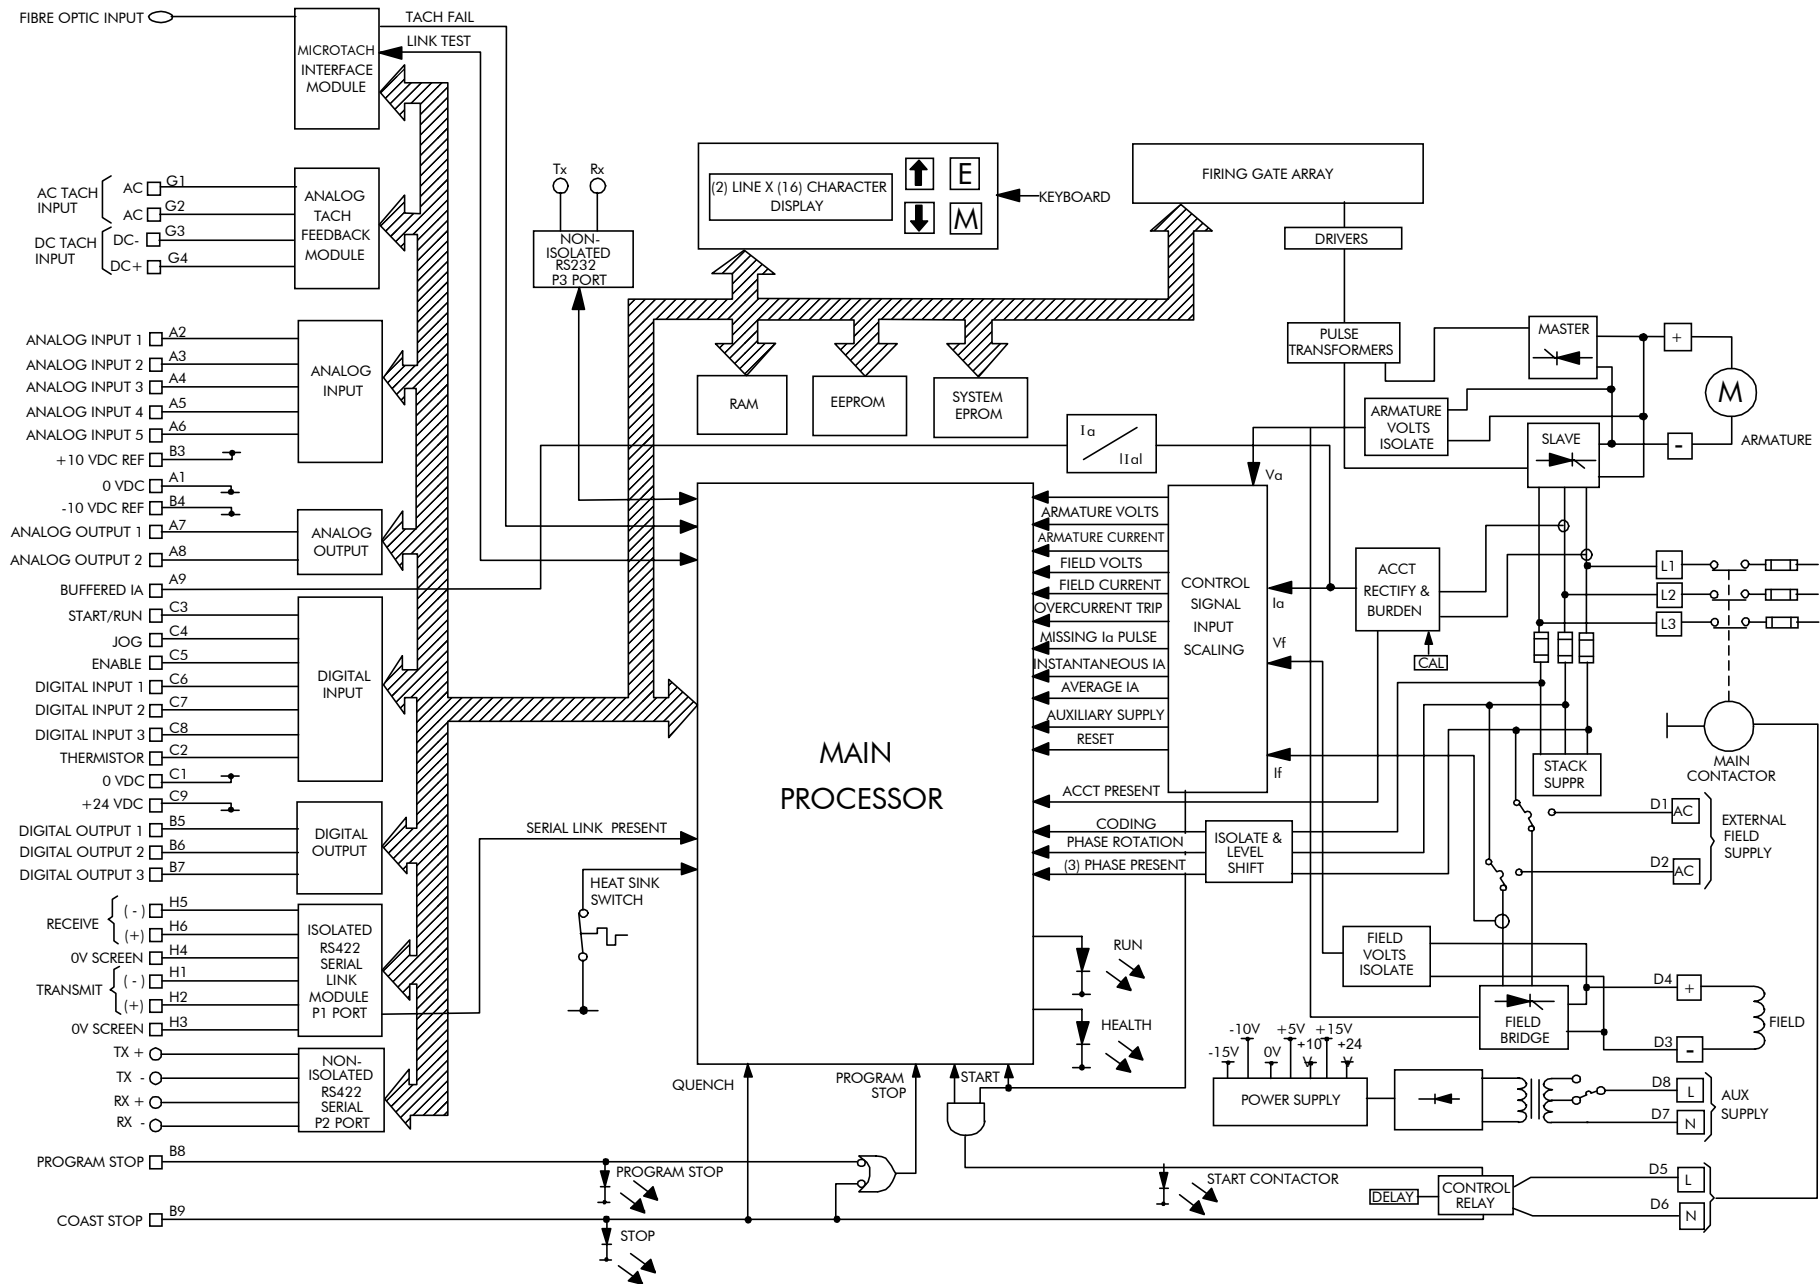 FIBRE OPTIC INPUT
MICROTACH
INTERFACE
MODULE
TACH FAIL
LINK TEST
AC TACH
INPUT
AC G1
AC G2
DC TACH
INPUT
DC- G3
DC+ G4
ANALOG
TACH
FEEDBACK
MODULE
Tx Rx
NON-
ISOLATED
RS232
P3 PORT
(2) LINE X (16) CHARACTER
DISPLAY
E
M
KEYBOARD
FIRING GATE ARRAY
DRIVERS
PULSE
TRANSFORMERS
MASTER
+
M
ARMATURE
VOLTS
ISOLATE
SLAVE
-
ARMATURE
RAM
EEPROM
SYSTEM
EPROM
Ia
IIaI
ANALOG INPUT 1 A2
ANALOG INPUT 2 A3
ANALOG INPUT 3 A4
ANALOG INPUT 4 A5
ANALOG INPUT 5 A6
ANALOG
INPUT
+10 VDC REF B3
0 VDC A1
-10 VDC REF B4
ANALOG OUTPUT 1 A7
ANALOG OUTPUT 2 A8
ANALOG
OUTPUT
BUFFERED IA A9
START/RUN C3
JOG C4
ENABLE C5
DIGITAL INPUT 1 C6
DIGITAL INPUT 2 C7
DIGITAL INPUT 3 C8
THERMISTOR C2
DIGITAL
INPUT
0 VDC C1
+24 VDC C9
DIGITAL OUTPUT 1 B5
DIGITAL OUTPUT 2 B6
DIGITAL OUTPUT 3 B7
DIGITAL
OUTPUT
RECEIVE
(-) H5
(+) H6
0V SCREEN H4
TRANSMIT
(-) H1
(+) H2
0V SCREEN H3
ISOLATED
RS422
SERIAL
LINK
MODULE
P1 PORT
TX +
TX -
RX +
RX -
NON-
ISOLATED
RS422
SERIAL
P2 PORT
PROGRAM STOP B8
COAST STOP B9
SERIAL LINK PRESENT
HEAT SINK
SWITCH
MAIN
PROCESSOR
Va
ARMATURE VOLTS
ARMATURE CURRENT
FIELD VOLTS
FIELD CURRENT
OVERCURRENT TRIP
MISSING Ia PULSE
INSTANTANEOUS IA
AVERAGE IA
AUXILIARY SUPPLY
RESET
ACCT PRESENT
CODING
PHASE ROTATION
(3) PHASE PRESENT
CONTROL
SIGNAL
INPUT
SCALING
Ia
Vf
If
ACCT
RECTIFY &
BURDEN
CAL
L1
L2
L3
STACK
SUPPR
MAIN
CONTACTOR
ISOLATE &
LEVEL
SHIFT
D1 AC
D2 AC
EXTERNAL
FIELD
SUPPLY
FIELD
VOLTS
ISOLATE
FIELD
BRIDGE
D4 +
D3 -
FIELD
RUN
HEALTH
QUENCH
PROGRAM
STOP
START
-15V
-10V
0V
+5V
+10
V
+15V
+24
V
POWER SUPPLY
D8 L
D7 N
AUX
SUPPLY
PROGRAM STOP
STOP
START CONTACTOR
DELAY
CONTROL
RELAY
D5 L
D6 N